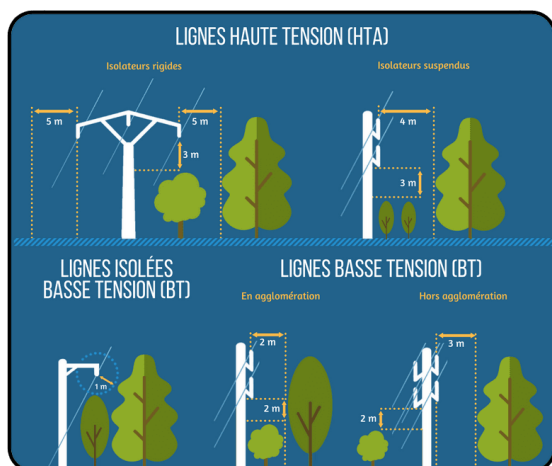 LIGNES HAUTE TENSION (HTA)
Isolateurs rigides
Isolateurs suspendus
5 m
5 m
3 m
4 m
3 m
LIGNES ISOLÉES
BASSE TENSION (BT)
1 m
LIGNES BASSE TENSION (BT)
En agglomération
Hors agglomération
2 m
2 m
3 m
2 m